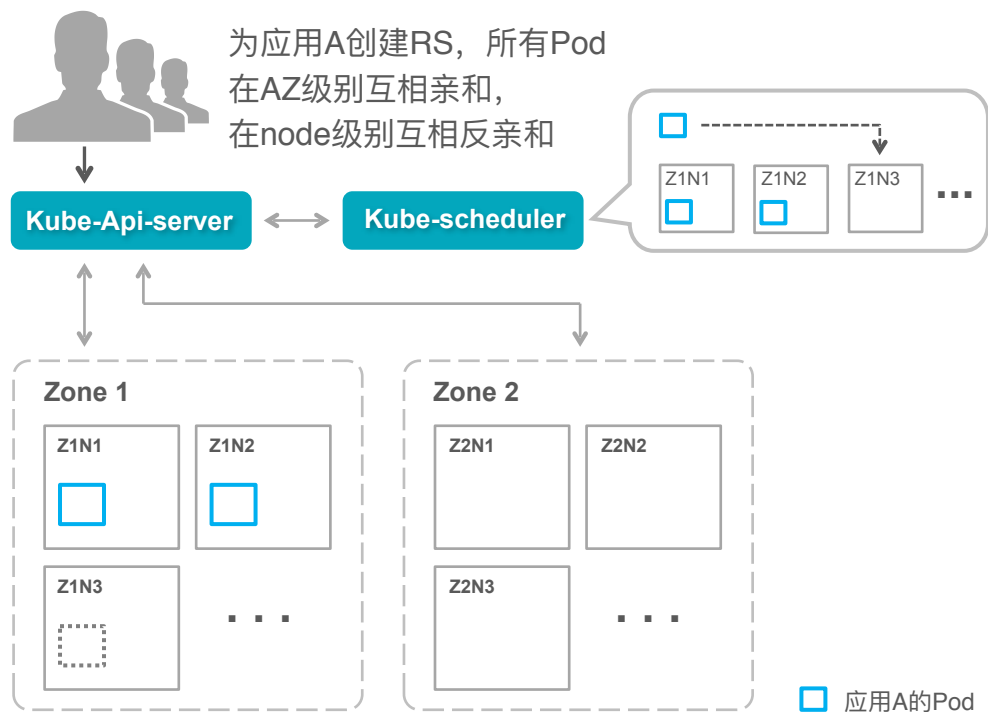 为应用A创建RS，所有Pod
在AZ级别互相亲和，
在node级别互相反亲和
Kube-Api-server
Kube-scheduler
Z1N1
Z1N2
Z1N3
...
Zone 1
Z1N1
Z1N2
Z1N3
...
Zone 2
Z2N1
Z2N2
Z2N3
...
应用A的Pod